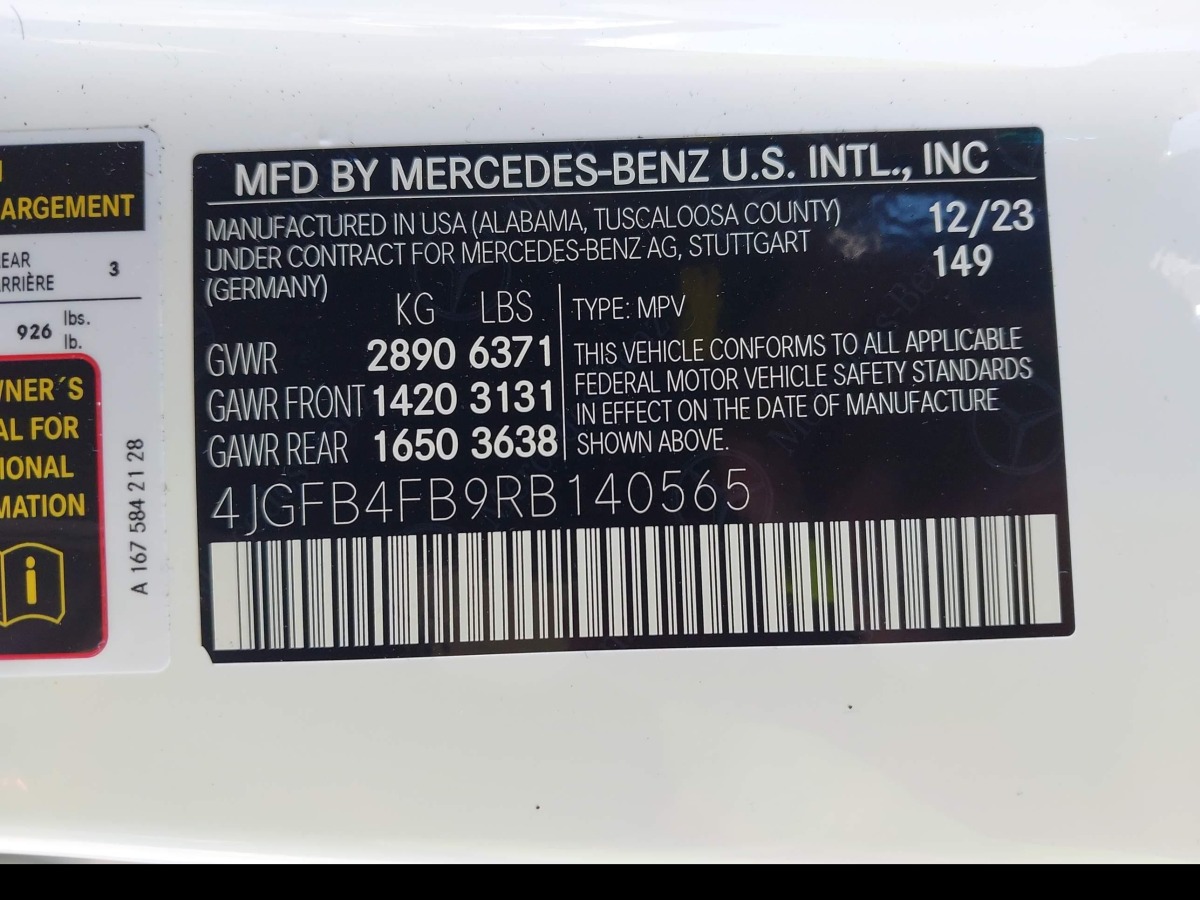 ARGEMENT
EAR
RRIÈRE
3
926 lbs.
lb.
WNER´S
AL FOR
IONAL
MATION
i
A 167 584 21 28
MFD BY MERCEDES-BENZ U.S. INTL., INC
MANUFACTURED IN USA (ALABAMA, TUSCALOOSA COUNTY) 12/23
UNDER CONTRACT FOR MERCEDES-BENZ AG, STUTTGART 149
(GERMANY)
KG LBS
GVWR 2890 6371
GAWR FRONT 1420 3131
GAWR REAR 1650 3638
TYPE: MPV
THIS VEHICLE CONFORMS TO ALL APPLICABLE
FEDERAL MOTOR VEHICLE SAFETY STANDARDS
IN EFFECT ON THE DATE OF MANUFACTURE
SHOWN ABOVE.
4JGFB4FB9RB140565